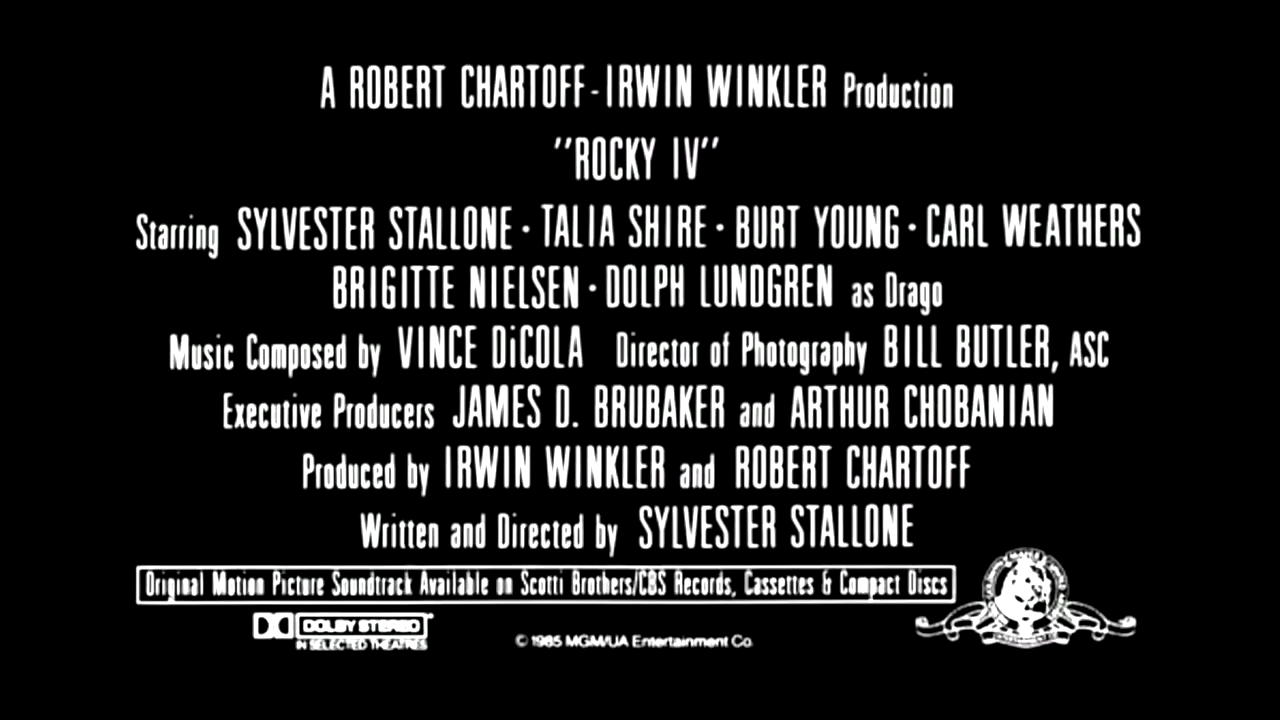 A ROBERT CHARTOFF-IRWIN WINKLER Production
"ROCKY IV"
Starring SYLVESTER STALLONE · TALIA SHIRE · BURT YOUNG · CARL WEATHERS
BRIGITTE NIELSEN · DOLPH LUNDGREN as Drago
Music Composed by VINCE DiCOLA Director of Photography BILL BUTLER, ASC
Executive Producers JAMES D. BRUBAKER and ARTHUR CHOBANIAN
Produced by IRWIN WINKLER and ROBERT CHARTOFF
Written and Directed by SYLVESTER STALLONE
Original Motion Picture Soundtrack Available on Scotti Brothers/CBS Records, Cassettes & Compact Discs
DOLBY STEREO
IN SELECTED THEATRES
© 1985 MGM/UA Entertainment Co.